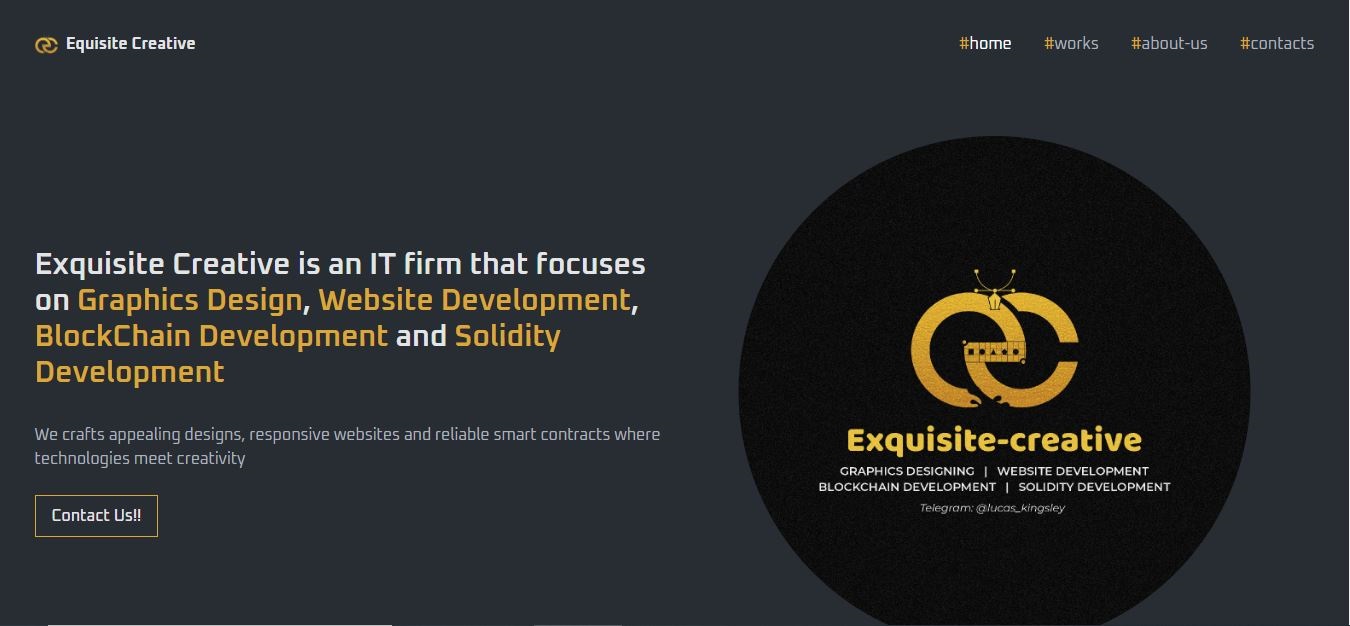 Equisite Creative
#home #works #about-us #contacts
Exquisite Creative is an IT firm that focuses
on Graphics Design, Website Development,
BlockChain Development and Solidity
Development
We crafts appealing designs, responsive websites and reliable smart contracts where
technologies meet creativity
Contact Us!!
Exquisite-creative
GRAPHICS DESIGNING | WEBSITE DEVELOPMENT
BLOCKCHAIN DEVELOPMENT | SOLIDITY DEVELOPMENT
Telegram: @lucas_kingsley